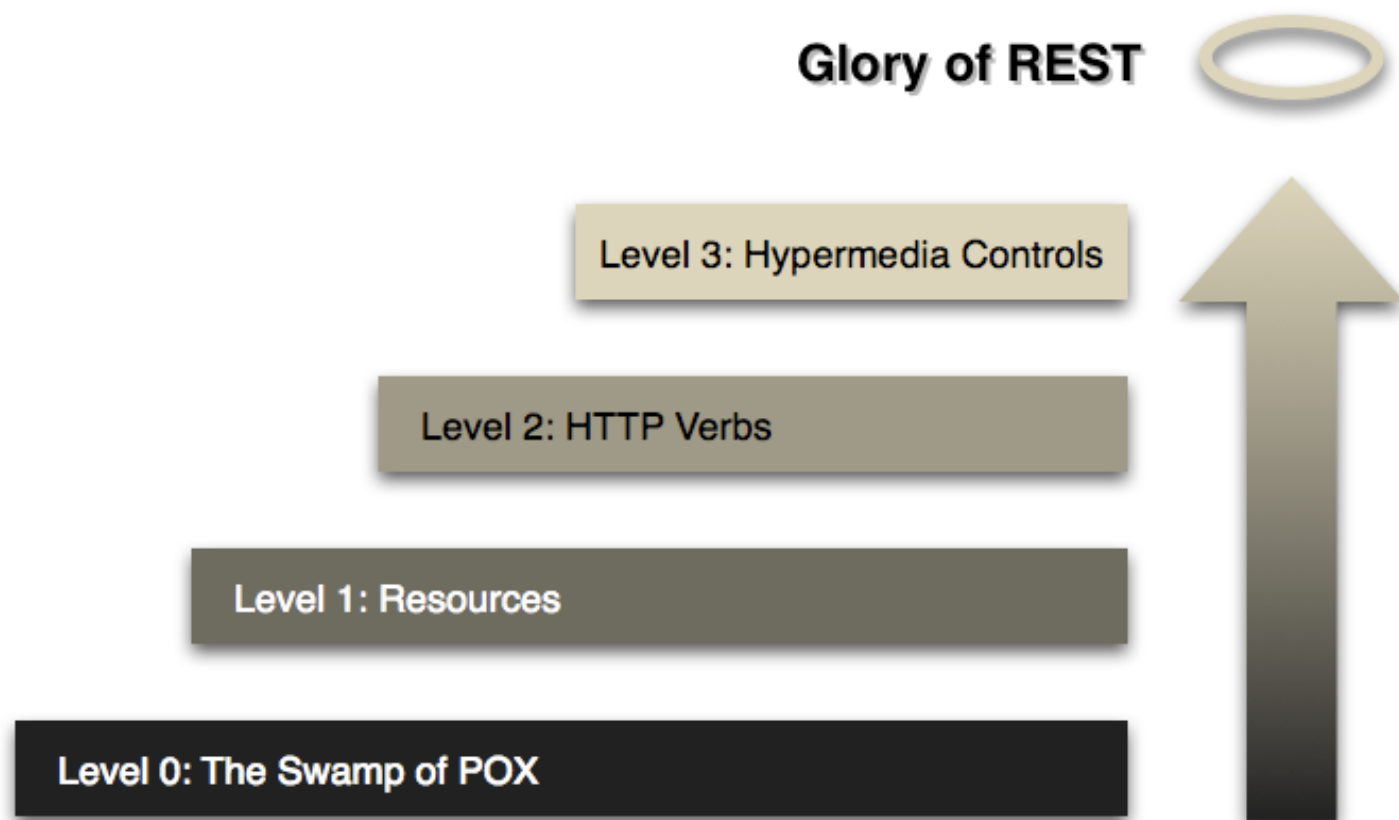 Glory of REST
Level 3: Hypermedia Controls
Level 2: HTTP Verbs
Level 1: Resources
Level 0: The Swamp of POX